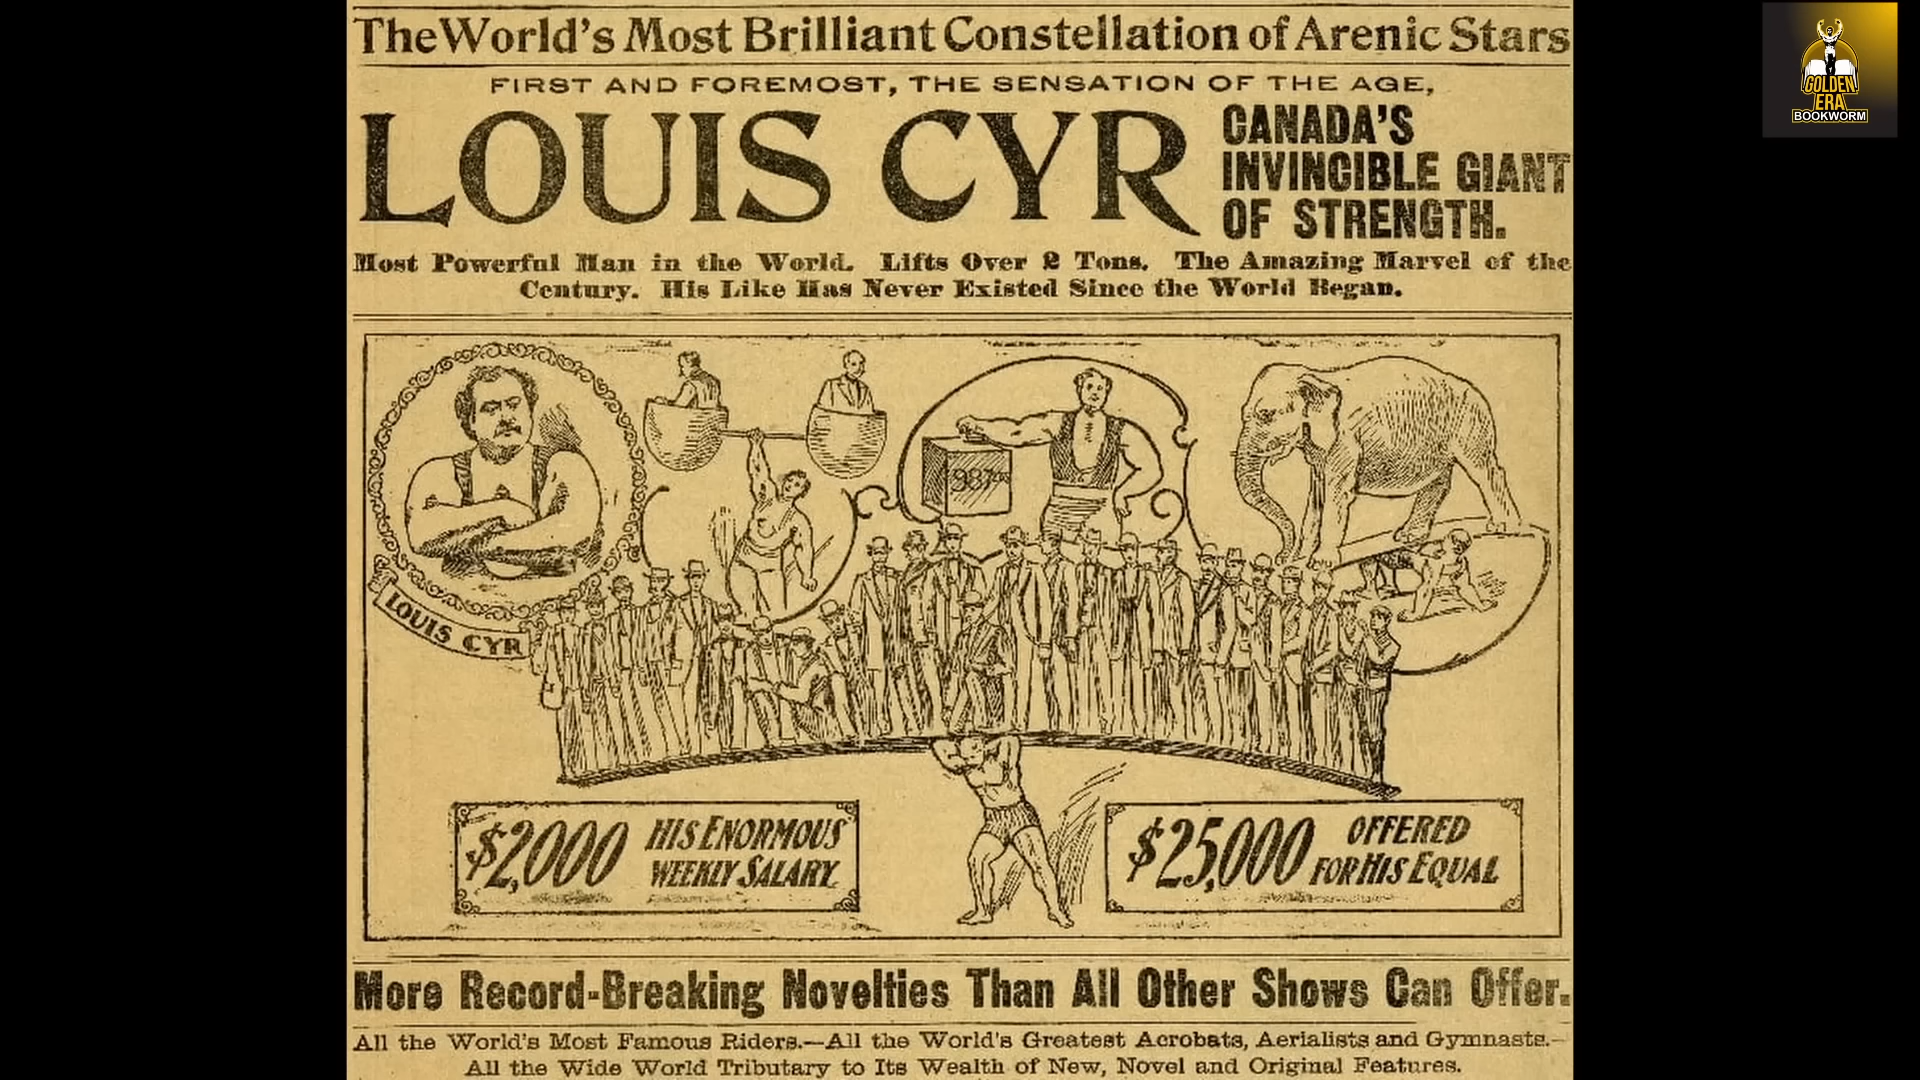 The World's Most Brilliant Constellation of Arenic Stars
FIRST AND FOREMOST, THE SENSATION OF THE AGE,
LOUIS CYR
CANADA'S
INVINCIBLE GIANT
OF STRENGTH.
Most Powerful Man in the World. Lifts Over 2 Tons. The Amazing Marvel of the
Century. His Like Has Never Existed Since the World Began.
987
LOUIS CYR
$2,000 HIS ENORMOUS
WEEKLY SALARY.
$25,000 OFFERED
FOR HIS EQUAL
More Record-Breaking Novelties Than All Other Shows Can Offer.
All the World's Most Famous Riders.—All the World's Greatest Acrobats, Aerialists and Gymnasts.—
All the Wide World Tributary to Its Wealth of New, Novel and Original Features.
GOLDEN
ERA
BOOKWORM